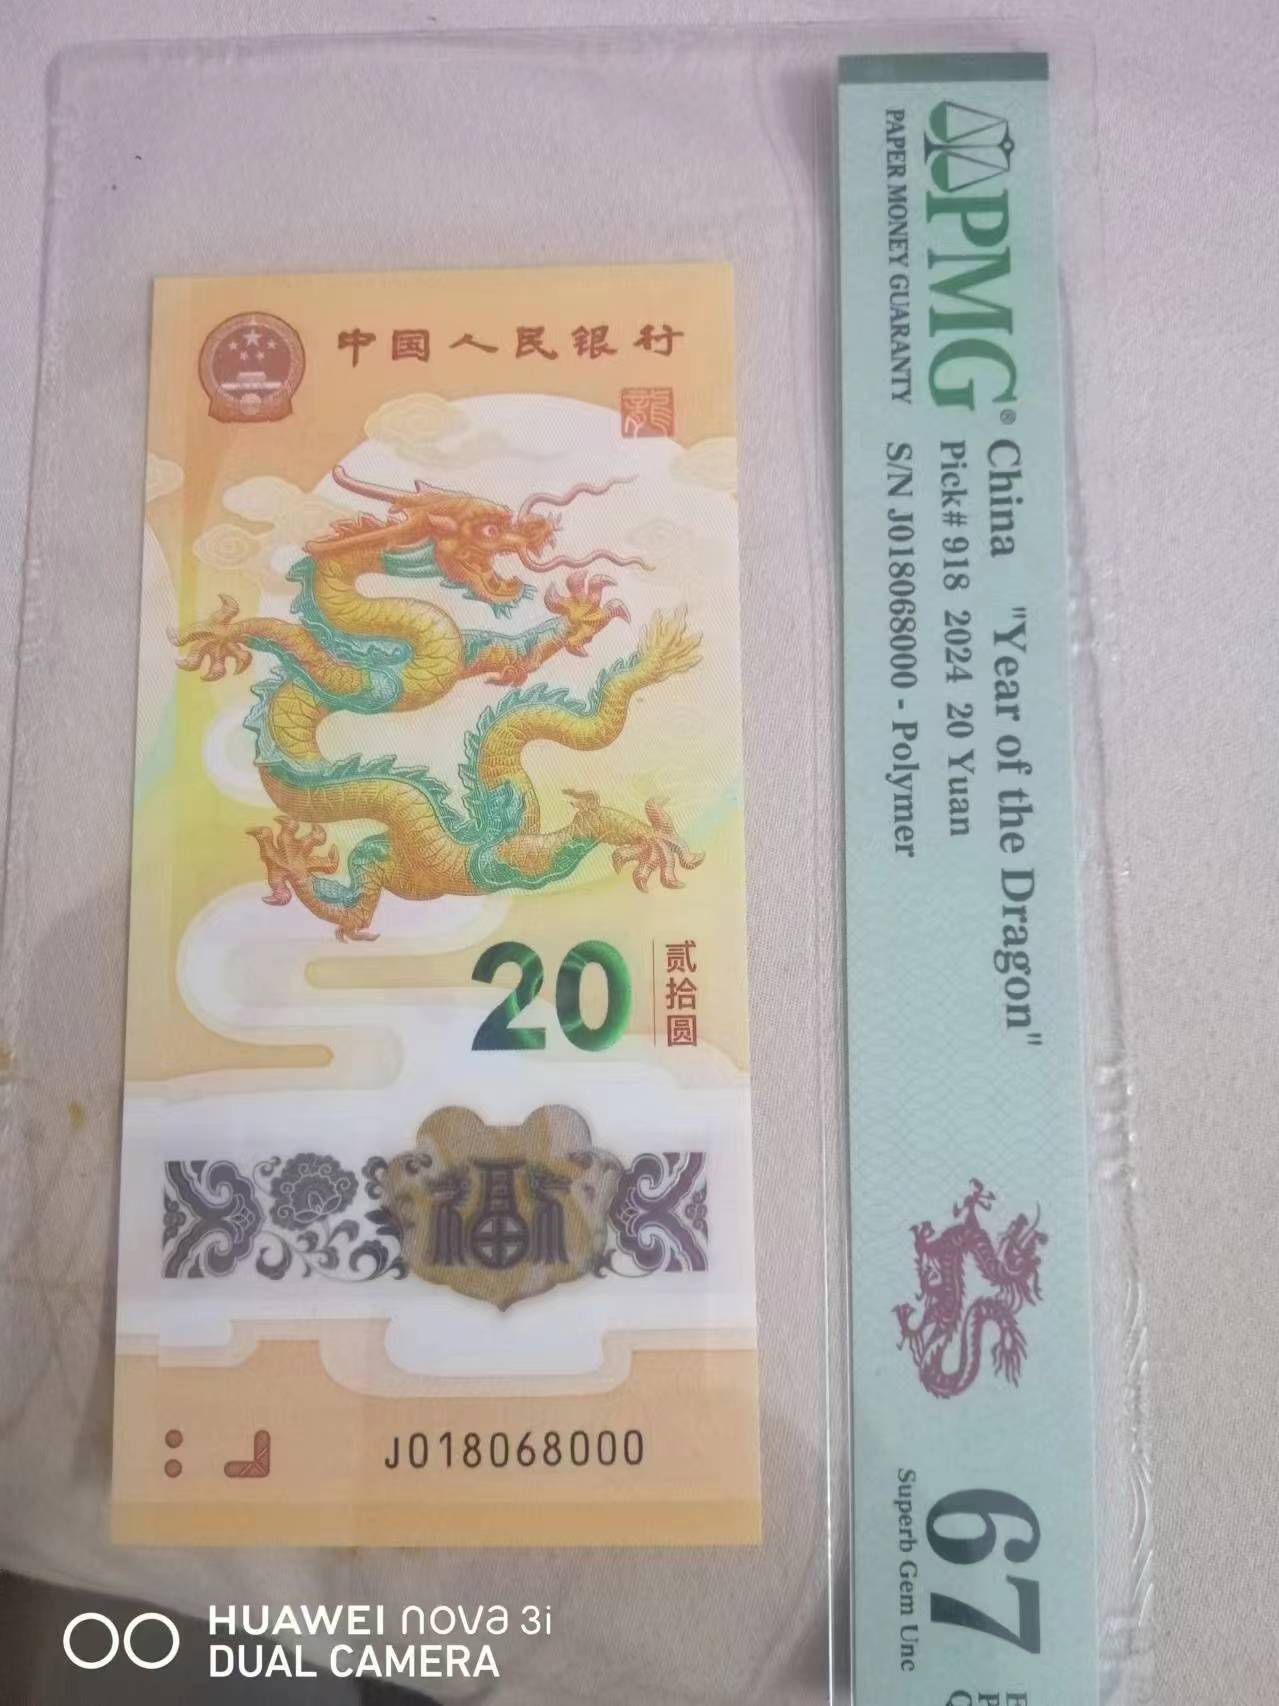 中国人民银行
龍
20
贰拾圆
福
J018068000
PMG®
PAPER MONEY GUARANTY
China "Year of the Dragon"
Pick# 918 2024 20 Yuan
S/N J018068000 - Polymer
67
Superb Gem Unc
HUAWEI nova 3i
DUAL CAMERA